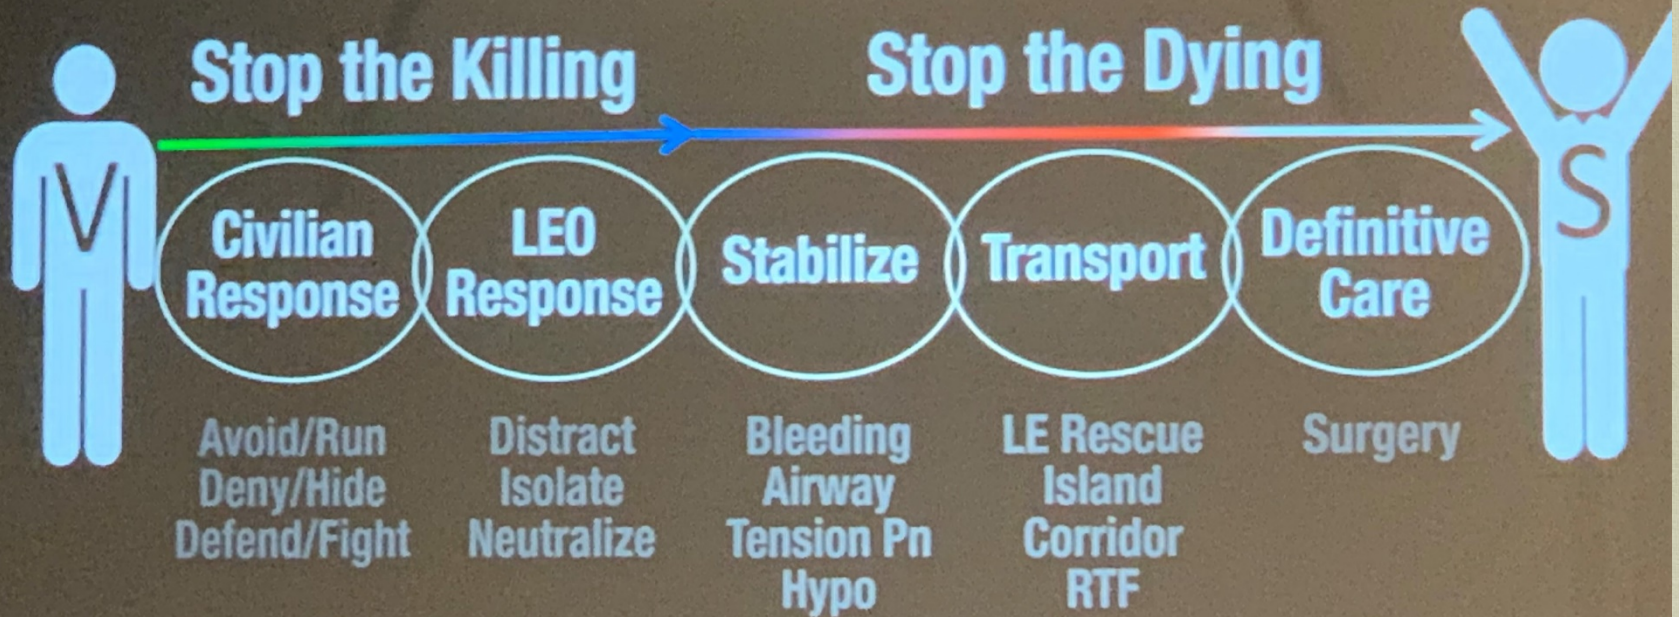 Stop the Killing
Stop the Dying
V
Civilian
Response
LEO
Response
Stabilize
Transport
Definitive
Care
S
Avoid/Run
Deny/Hide
Defend/Fight
Distract
Isolate
Neutralize
Bleeding
Airway
Tension Pn
Hypo
LE Rescue
Island
Corridor
RTF
Surgery